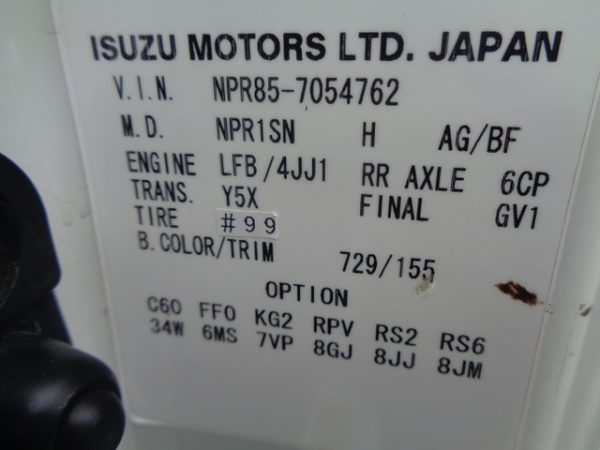 ISUZU MOTORS LTD. JAPAN
V.I.N. NPR85-7054762
M.D. NPR1SN H AG/BF
ENGINE LFB/4JJ1 RR AXLE 6CP
TRANS. Y5X FINAL GV1
TIRE #99
B.COLOR/TRIM 729/155
OPTION
C60 FF0 KG2 RPV RS2 RS6
34W 6MS 7VP 8GJ 8JJ 8JM